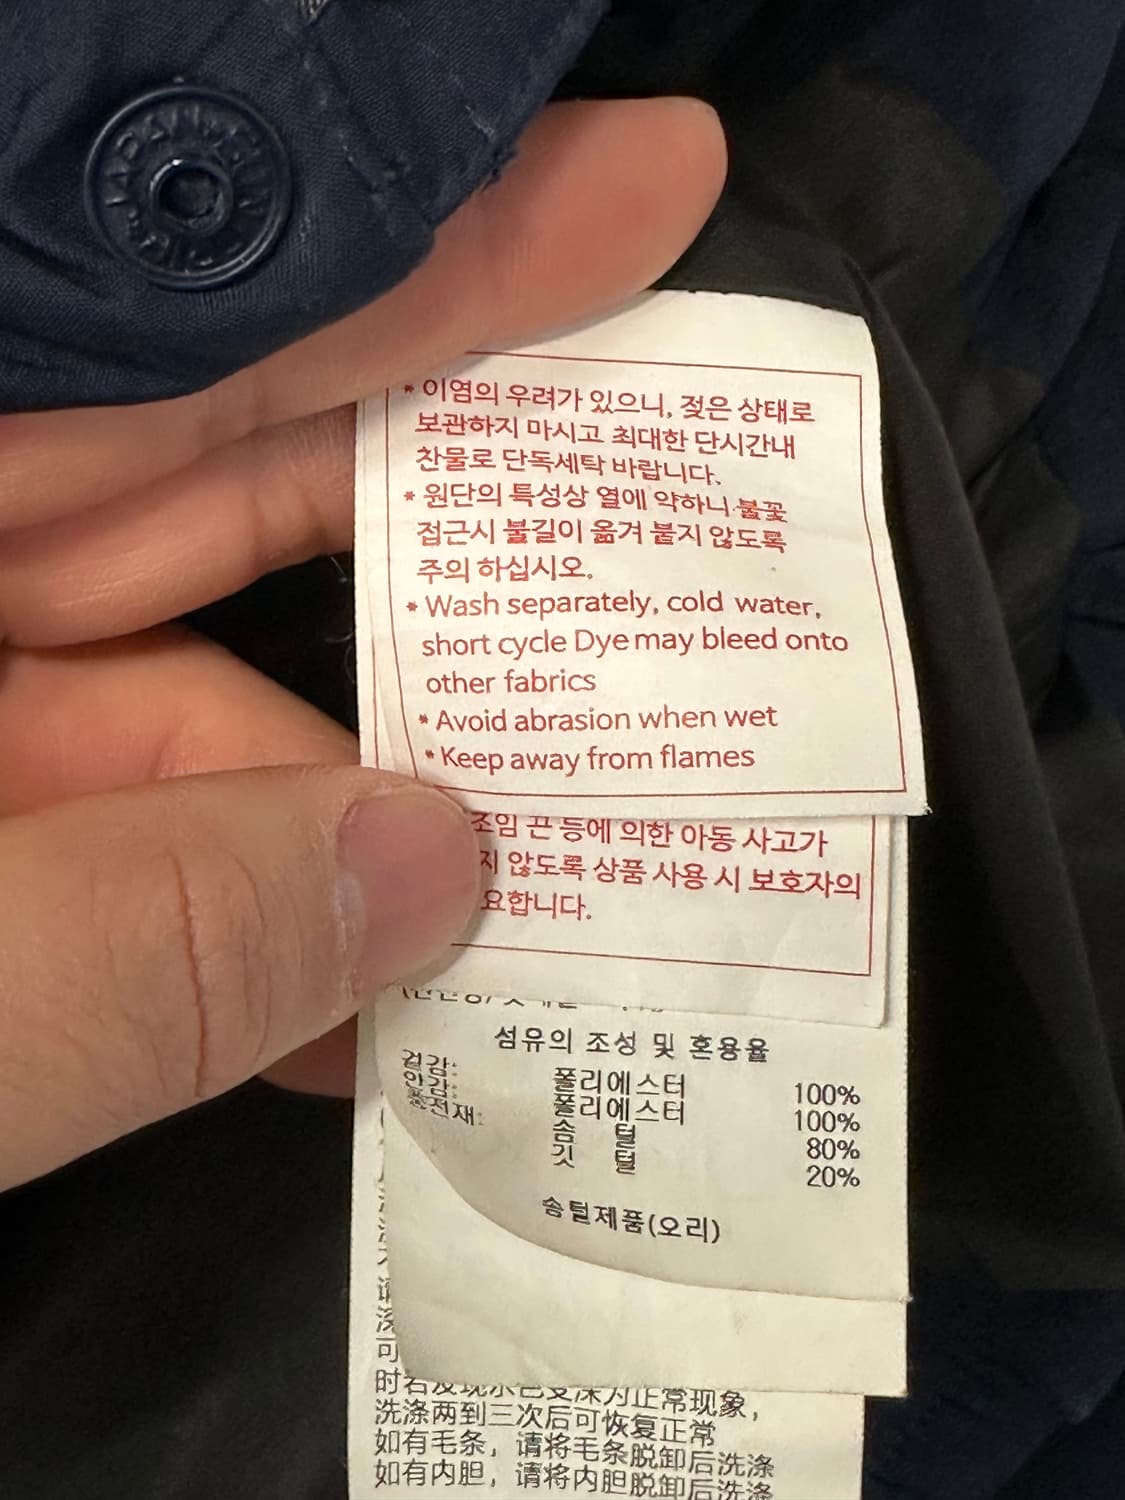 * 이염의 우려가 있으니, 젖은 상태로
보관하지 마시고 최대한 단시간내
찬물로 단독세탁 바랍니다.
* 원단의 특성상 열에 약하니 불꽃
접근시 불길이 옮겨 붙지 않도록
주의 하십시오.
* Wash separately, cold water,
short cycle Dye may bleed onto
other fabrics
* Avoid abrasion when wet
* Keep away from flames
조임 끈 등에 의한 아동 사고가
지 않도록 상품 사용 시 보호자의
요합니다.
섬유의 조성 및 혼용율
겉감: 폴리에스터 100%
안감: 폴리에스터 100%
충전재: 솜 털 80%
깃 털 20%
솜털제품(오리)
可
时若发现水色变深为正常现象，
洗涤两到三次后可恢复正常
如有毛条，请将毛条脱卸后洗涤
如有内胆，请将内胆脱卸后洗涤